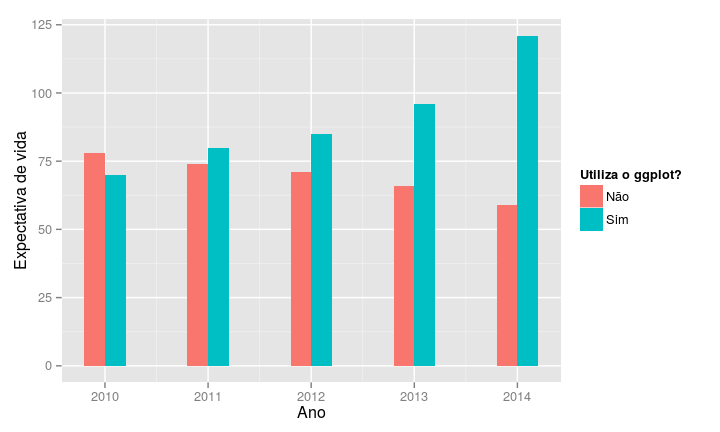 125
100
75
50
25
0
Expectativa de vida
2010 2011 2012 2013 2014
Ano
Utiliza o ggplot?
Não
Sim